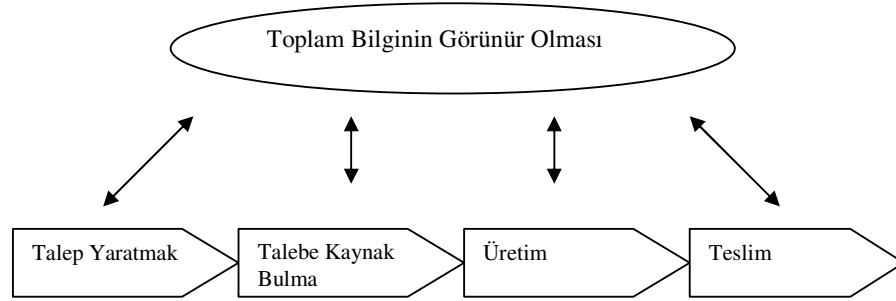 Toplam Bilginin Görünür Olması
Talep Yaratmak
Talebe Kaynak
Bulma
Üretim
Teslim